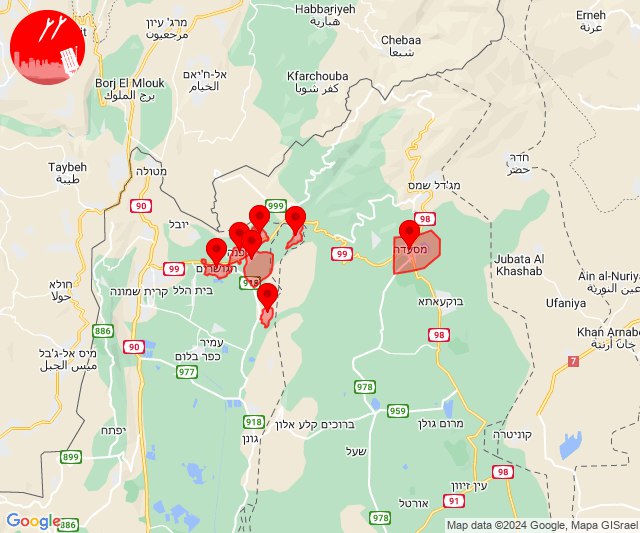 Habbariyeh
هبارية
Erneh
عرنة
מרג' עיון
مرجعيون
Chebaa
شبعا
אל-ח'יאם
الخيام
Kfarchouba
كفر شوبا
Borj El Mlouk
برج الملوك
Taybeh
طيبة
מטולה
חדֻר
حضر
מג'דל שמס
90
999
98
יובל
מסעדה
99
99
הגושרים
918
Jubata Al
Khashab
Ain al-Nuriya
عين النورية
חולא
حولا
קרית שמונה
בית הלל
בוקעאתא
Ufaniya
886
עמיר
98
Khan Arnabeh
خان أرنبة
90
כפר בלום
מיס אל-ג'בל
ميس الجبل
977
7
978
959
יפתח
918
ברוכים קלע אלון
מרום גולן
קוניטרה
גונן
899
שעל
98
עין זיוון
91
אורטל
978
886
Google
Map data ©2024 Google, Mapa GISrael